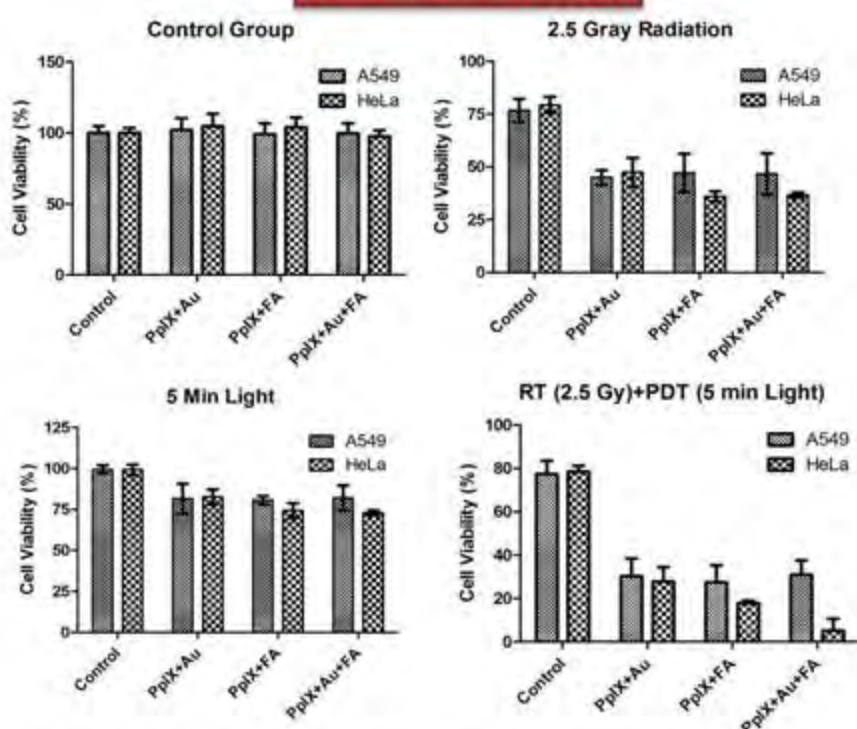 Control Group
Cell Viability (%)
150
100
50
0
A549
HeLa
Control
PpIX+Au
PpIX+FA
PpIX+Au+FA
2.5 Gray Radiation
Cell Viability (%)
100
75
50
25
0
A549
HeLa
Control
PpIX+Au
PpIX+FA
PpIX+Au+FA
5 Min Light
Cell Viability (%)
125
100
75
50
25
0
A549
HeLa
Control
PpIX+Au
PpIX+FA
PpIX+Au+FA
RT (2.5 Gy)+PDT (5 min Light)
Cell Viability (%)
100
80
60
40
20
0
A549
HeLa
Control
PpIX+Au
PpIX+FA
PpIX+Au+FA